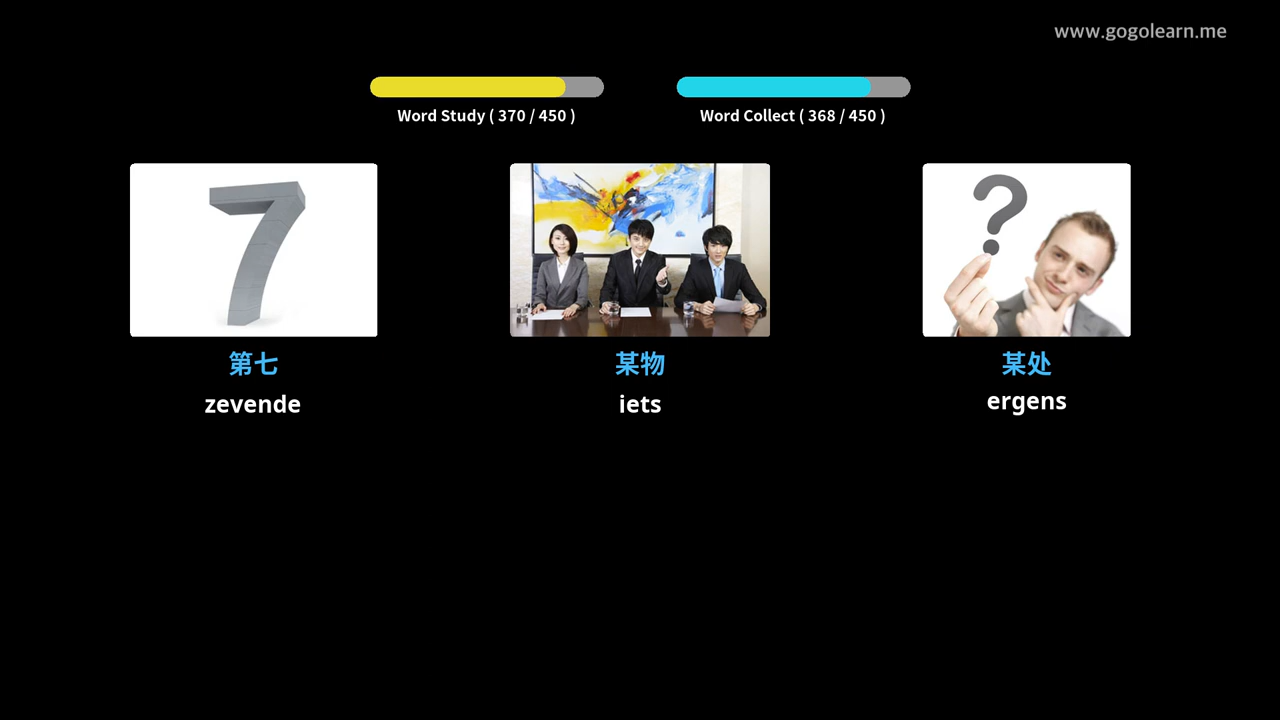 www.gogolearn.me
Word Study ( 370 / 450 )
Word Collect ( 368 / 450 )
7
?
第七
某物
某处
zevende
iets
ergens